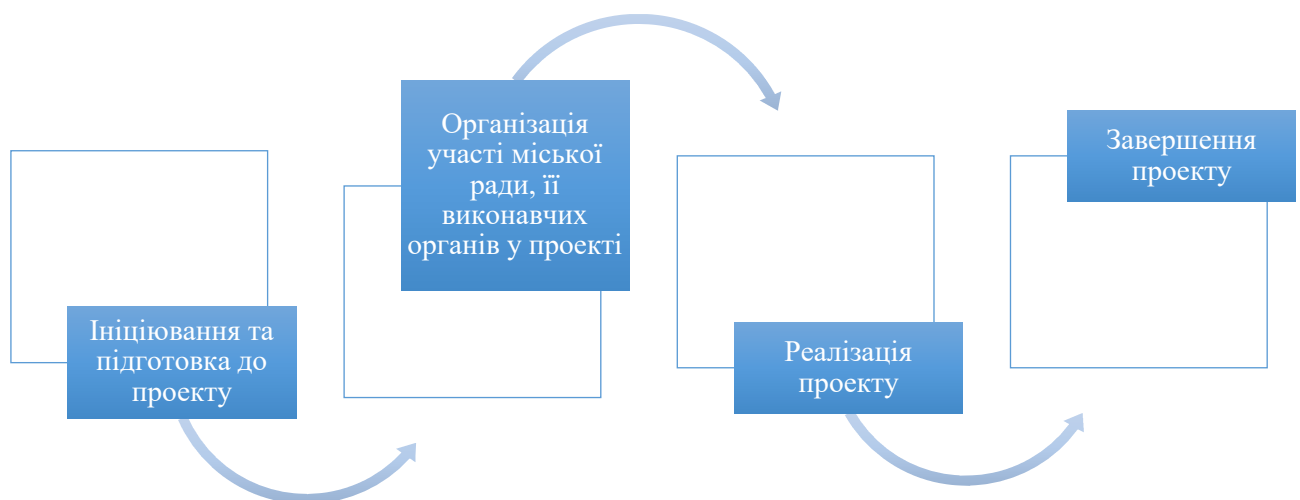 Ініціювання та
підготовка до
проекту
Організація
участі міської
ради, її
виконавчих
органів у проекті
Реалізація
проекту
Завершення
проекту